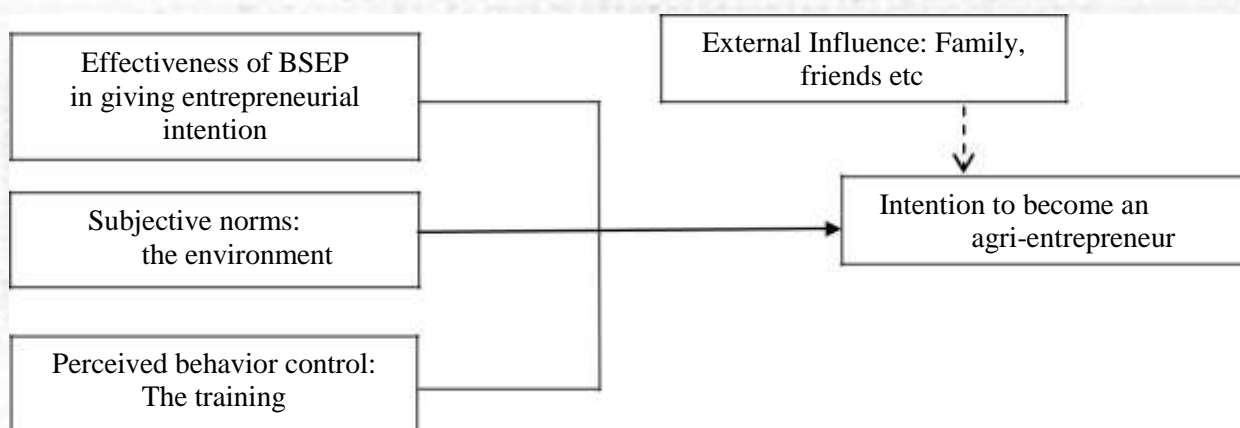 Effectiveness of BSEP
in giving entrepreneurial
intention
External Influence: Family,
friends etc
Subjective norms:
the environment
Intention to become an
agri-entrepreneur
Perceived behavior control:
The training